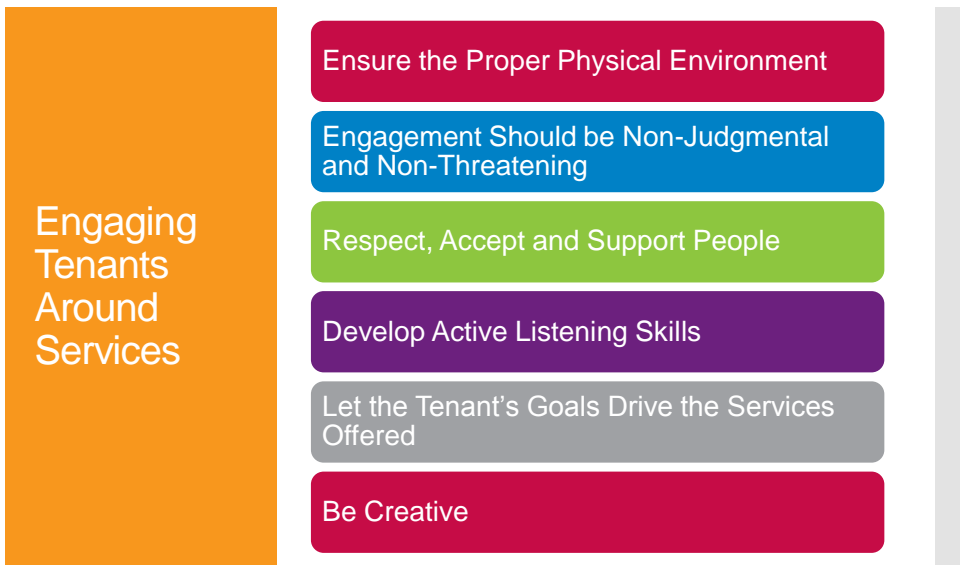 Engaging
Tenants
Around
Services
Ensure the Proper Physical Environment
Engagement Should be Non-Judgmental
and Non-Threatening
Respect, Accept and Support People
Develop Active Listening Skills
Let the Tenant’s Goals Drive the Services
Offered
Be Creative